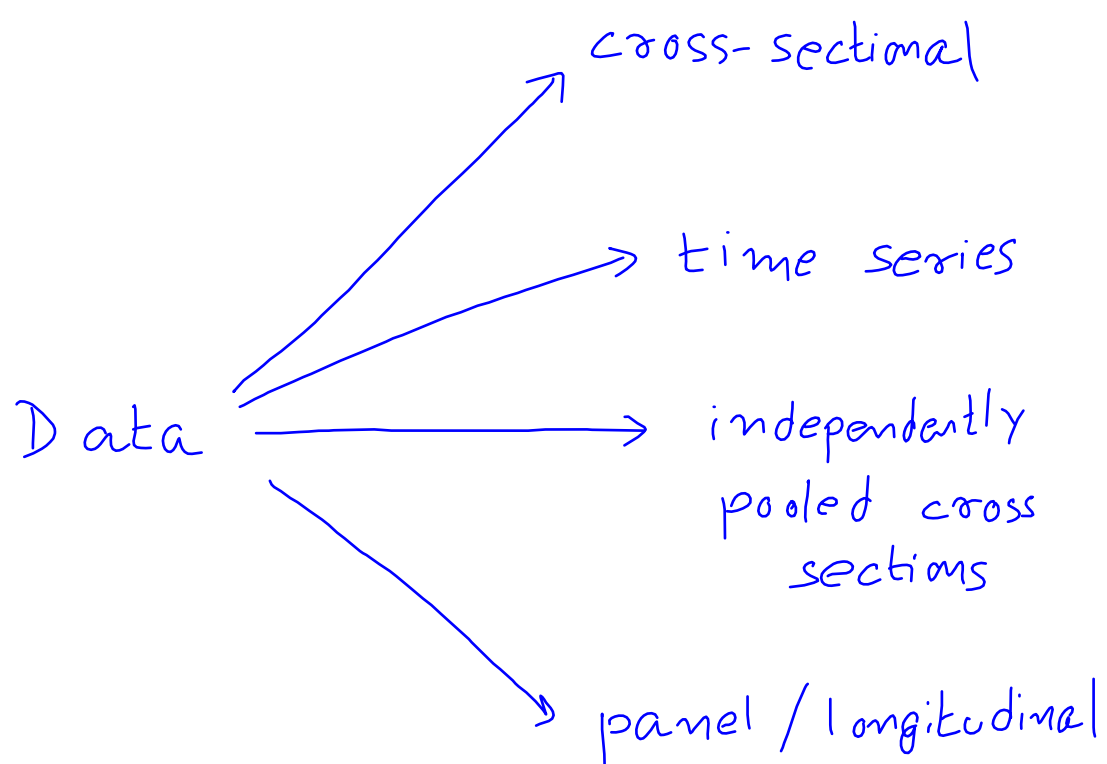 cross-sectional
time series
Data
independently
pooled cross
sections
panel / longitudinal